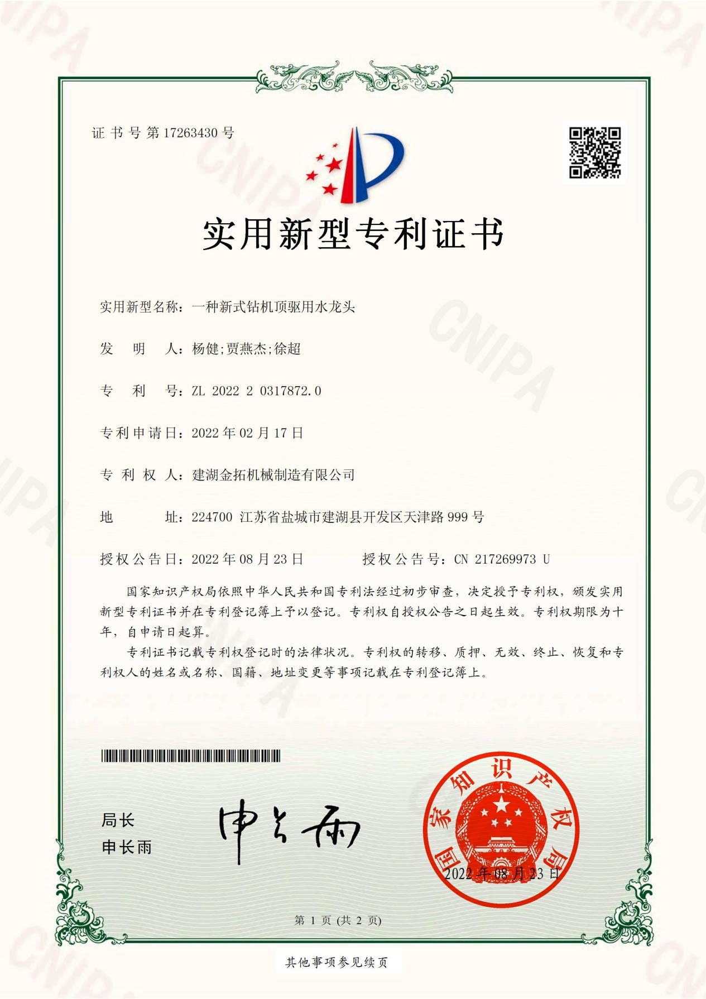 证书号第17263430号
实用新型专利证书
实用新型名称：一种新式钻机顶驱用水龙头
发明人：杨健;贾燕杰;徐超
专利号：ZL 2022 2 0317872.0
专利申请日：2022年02月17日
专利权人：建湖金拓机械制造有限公司
地址：224700 江苏省盐城市建湖县开发区天津路999号
授权公告日：2022年08月23日 授权公告号：CN 217269973 U
国家知识产权局依照中华人民共和国专利法经过初步审查，决定授予专利权，颁发实用
新型专利证书并在专利登记簿上予以登记。专利权自授权公告之日起生效。专利权期限为十
年，自申请日起算。
专利证书记载专利权登记时的法律状况。专利权的转移、质押、无效、终止、恢复和专
利权人的姓名或名称、国籍、地址变更等事项记载在专利登记簿上。
局长
申长雨
申长雨
国家知识产权局
2022年08月23日
第 1 页 (共 2 页)
其他事项参见续页
CNIPA
CNIPA
CNIPA
CNIPA
CNIPA
CNIPA